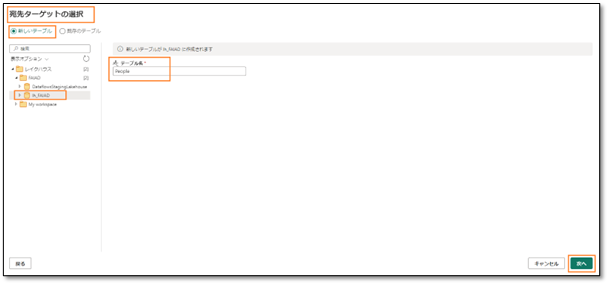 宛先ターゲットの選択
新しいテーブル 既存のテーブル
検索
表示オプション
レイクハウス
FAIAD
DataflowsStagingLakehouse
lh_FAIAD
My workspace
新しいテーブルが lh_FAIAD に作成されます
テーブル名 *
People
戻る
キャンセル
次へ